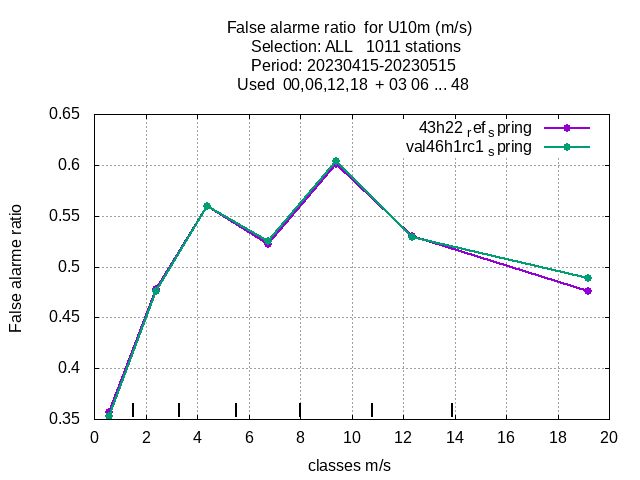 False alarme ratio  for U10m (m/s)
Selection: ALL   1011 stations
Period: 20230415-20230515
Used  00,06,12,18  + 03 06 ... 48
0.65
43h22 ref spring
val46h1rc1 spring
0.6
0.55
0.5
0.45
0.4
0.35
False alarme ratio
0 2 4 6 8 10 12 14 16 18 20
classes m/s